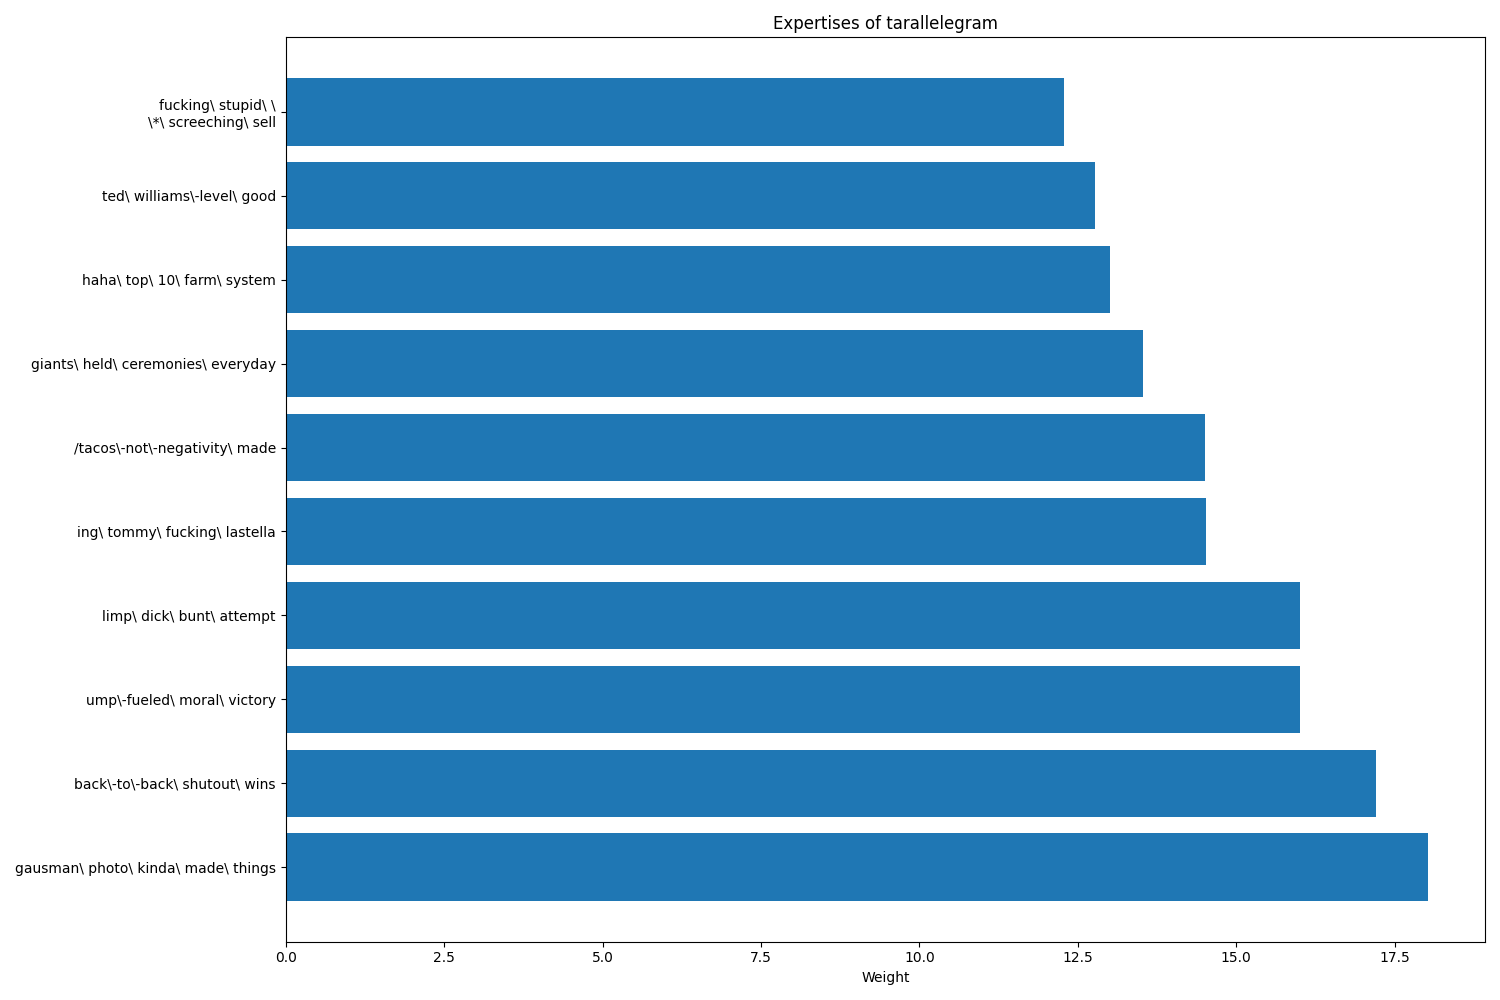 Expertises of tarallelegram
fucking\ stupid\ \
\*\ screeching\ sell
ted\ williams\-level\ good
haha\ top\ 10\ farm\ system
giants\ held\ ceremonies\ everyday
/tacos\-not\-negativity\ made
ing\ tommy\ fucking\ lastella
limp\ dick\ bunt\ attempt
ump\-fueled\ moral\ victory
back\-to\-back\ shutout\ wins
gausman\ photo\ kinda\ made\ things
0.0 2.5 5.0 7.5 10.0 12.5 15.0 17.5
Weight